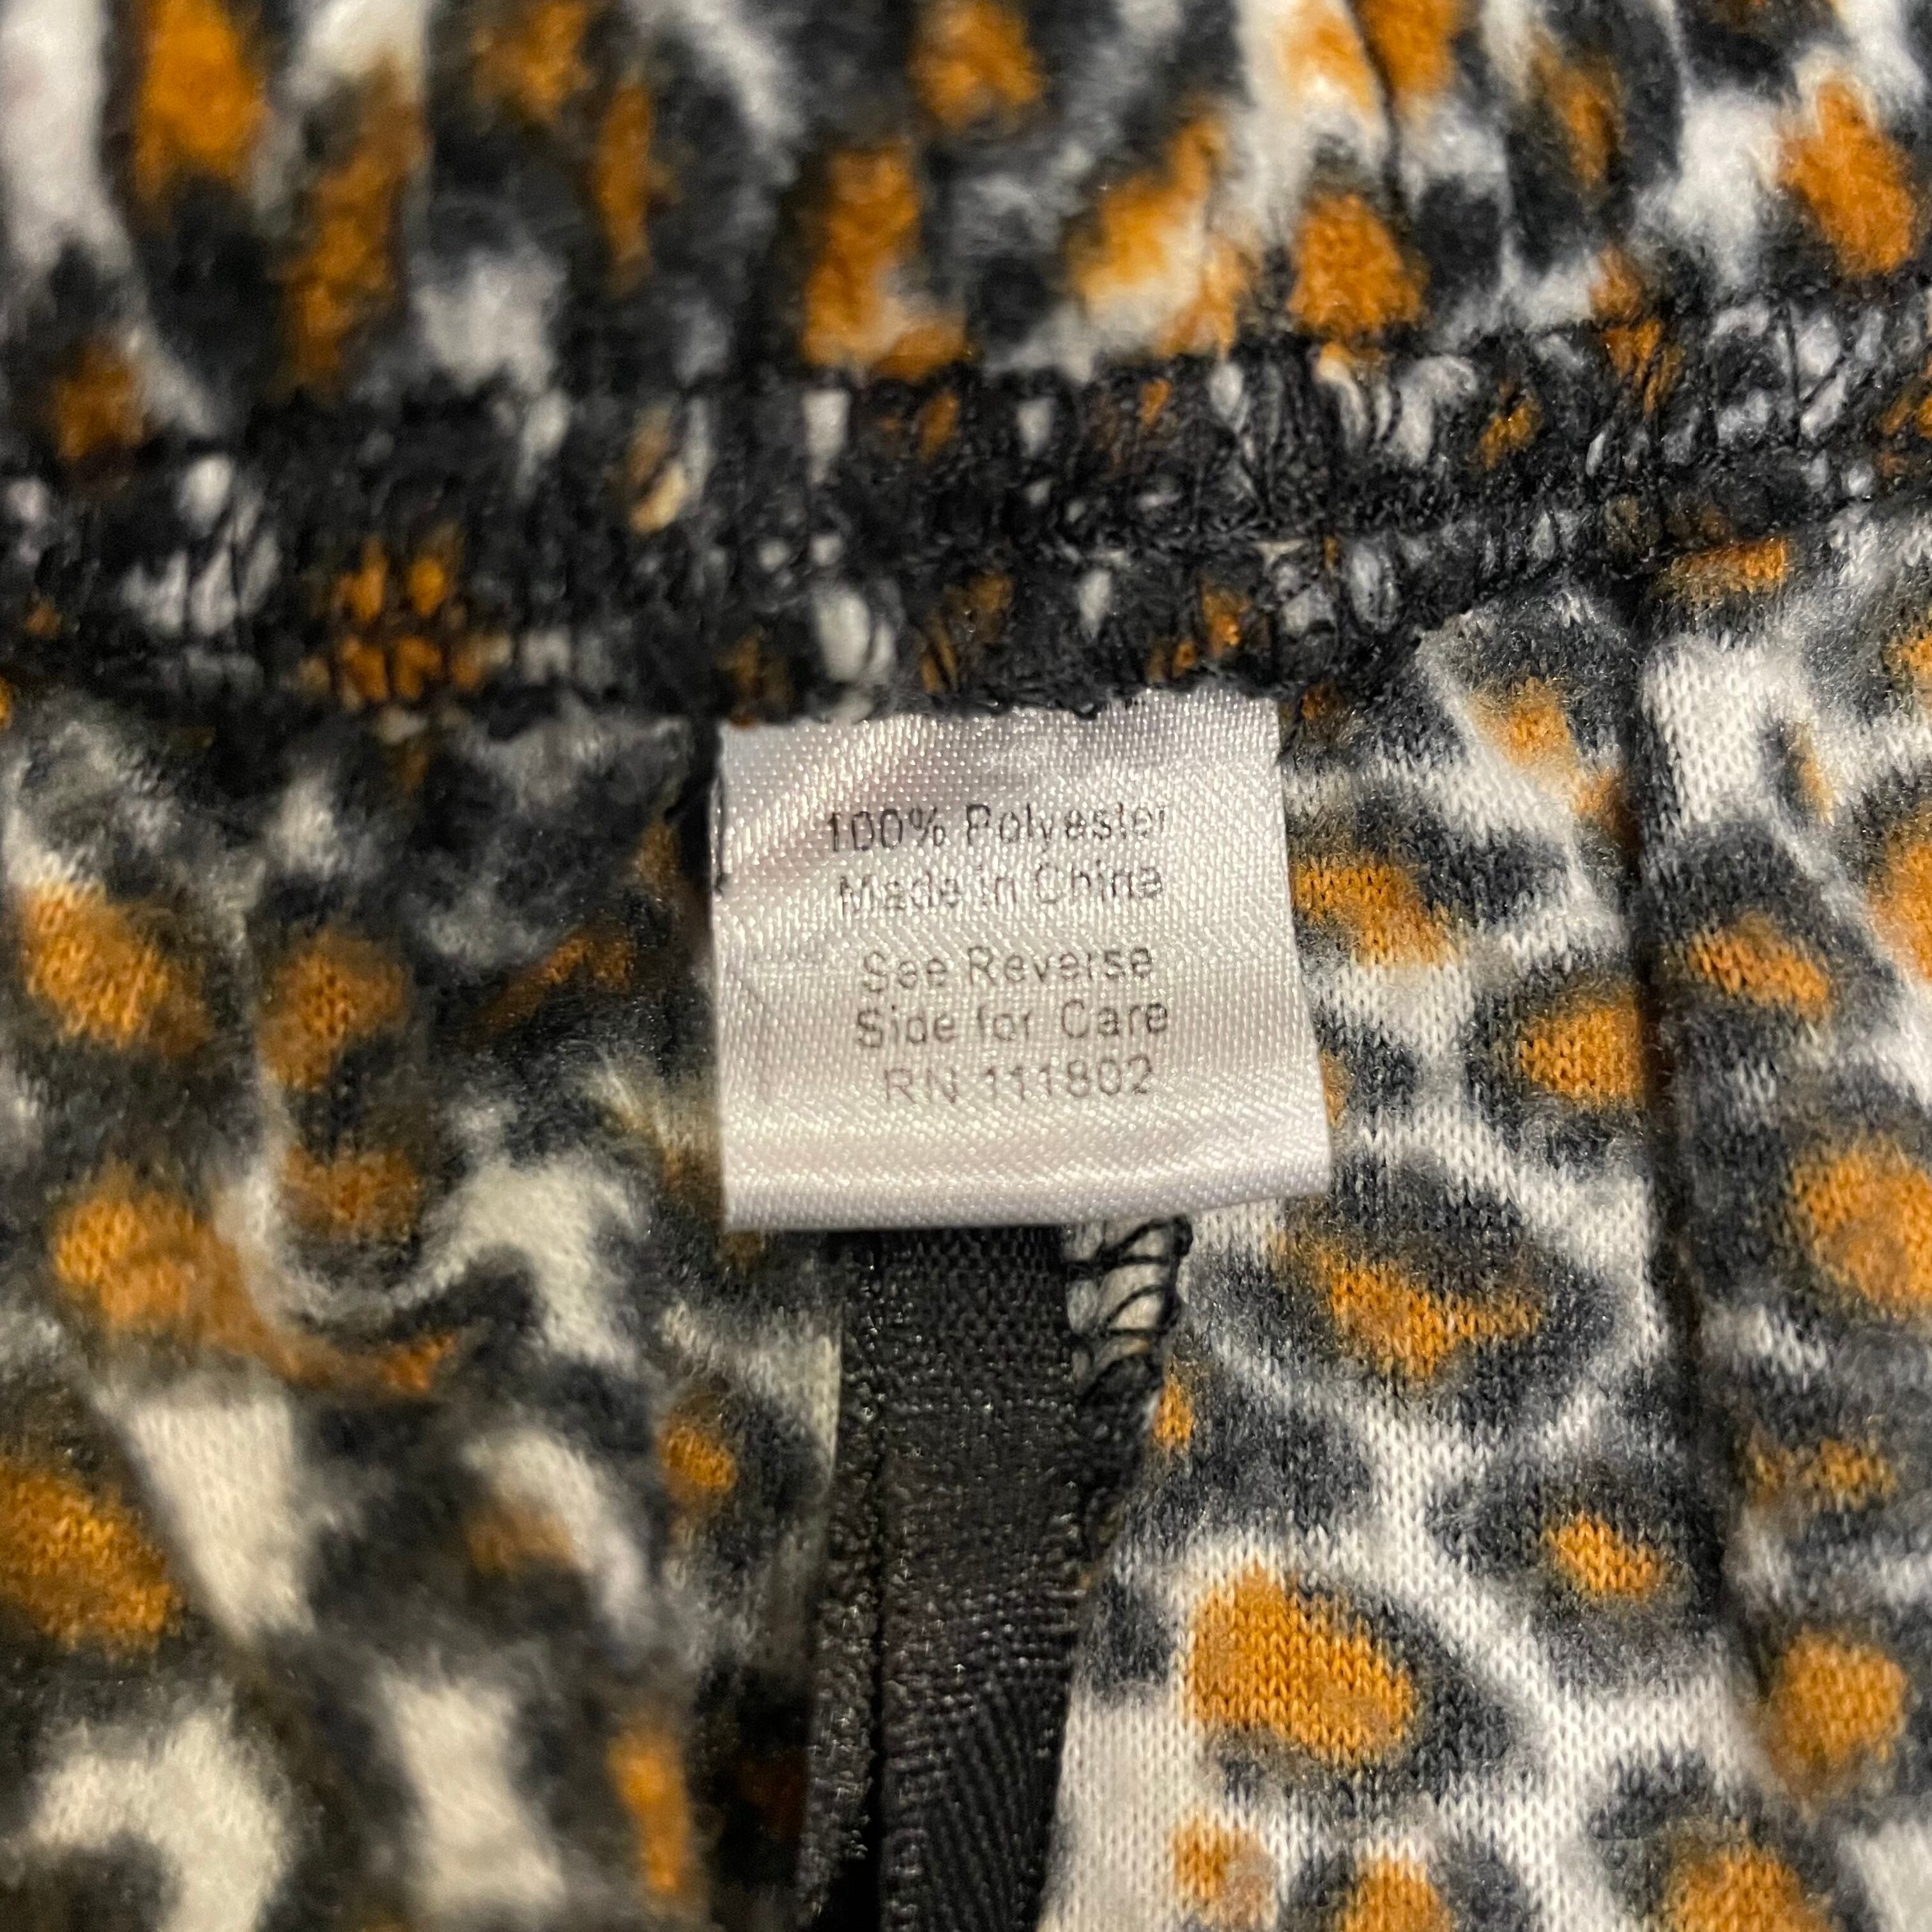 100% Polyester
Made in China
See Reverse
Side for Care
RN 111802